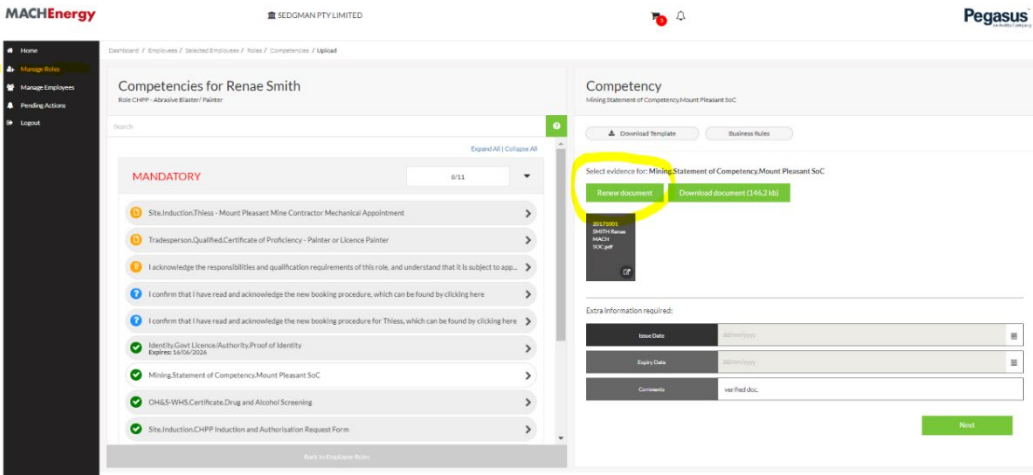 MACHEnergy
SEDGMAN PTY LIMITED
Pegasus
Home
Manage Roles
Manage Employees
Pending Actions
Logout
Dashboard / Employees / Selected Employees / Roles / Competencies / Upload
Competencies for Renae Smith
Role CHPP - Abrasive Blaster/ Painter
Search
Expand All | Collapse All
MANDATORY
0/11
Site.Induction.Thiess - Mount Pleasant Mine Contractor Mechanical Appointment
Tradesperson.Qualified.Certificate of Proficiency - Painter or Licence Painter
I acknowledge the responsibilities and qualification requirements of this role, and understand that it is subject to app...
I confirm that I have read and acknowledge the new booking procedure, which can be found by clicking here
I confirm that I have read and acknowledge the new booking procedure for Thiess, which can be found by clicking here
Identity.Govt Licence/Authority.Proof of Identity
Expires: 16/06/2026
Mining.Statement of Competency.Mount Pleasant SoC
OH&S-WHS.Certificate.Drug and Alcohol Screening
Site.Induction.CHPP Induction and Authorisation Request Form
Back to Employee Roles
Competency
Mining.Statement of Competency.Mount Pleasant SoC
Download Template
Business Rules
Select evidence for: Mining.Statement of Competency.Mount Pleasant SoC
Renew document
Download document (146.2 kb)
20171001
SMITH Renae
MACH
SOC.pdf
Extra information required:
Issue Date
dd/mm/yyyy
Expiry Date
dd/mm/yyyy
Comments
verified doc.
Next